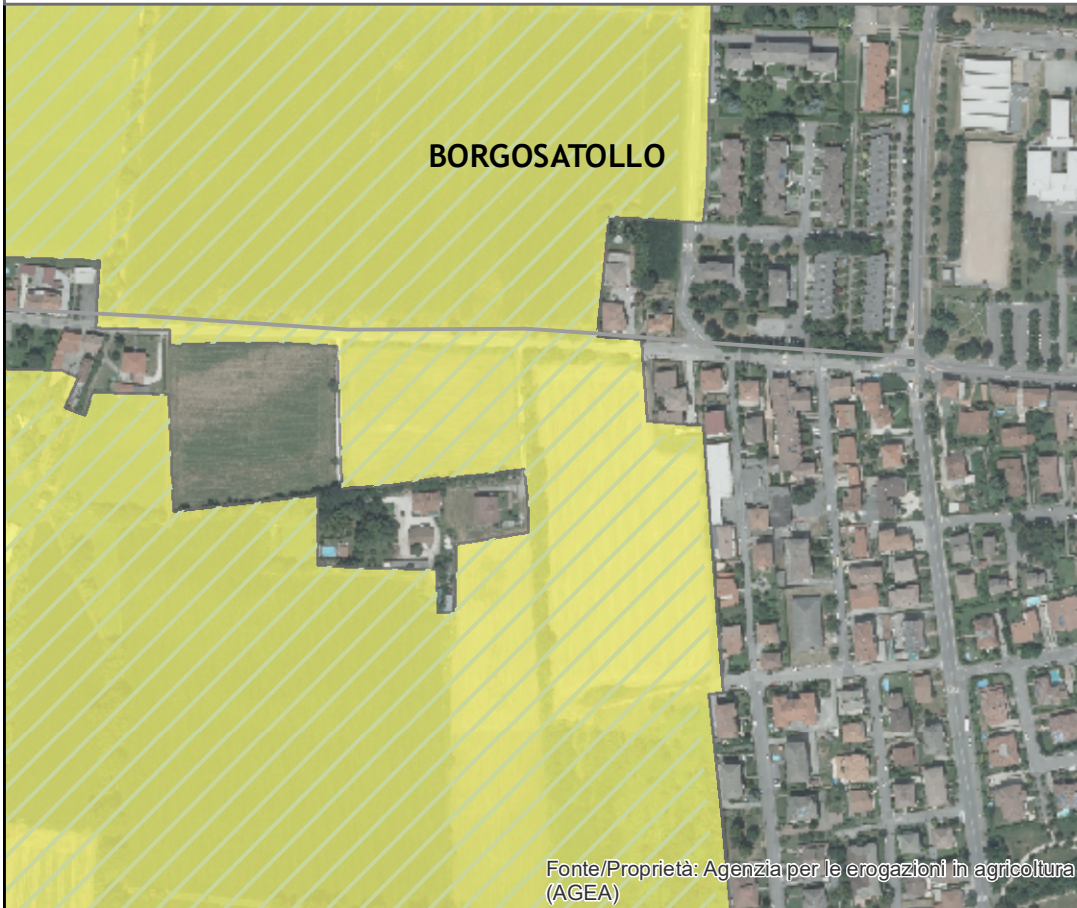 BORGOSATOLLO
Fonte/Proprietà: Agenzia per le erogazioni in agricoltura
(AGEA)